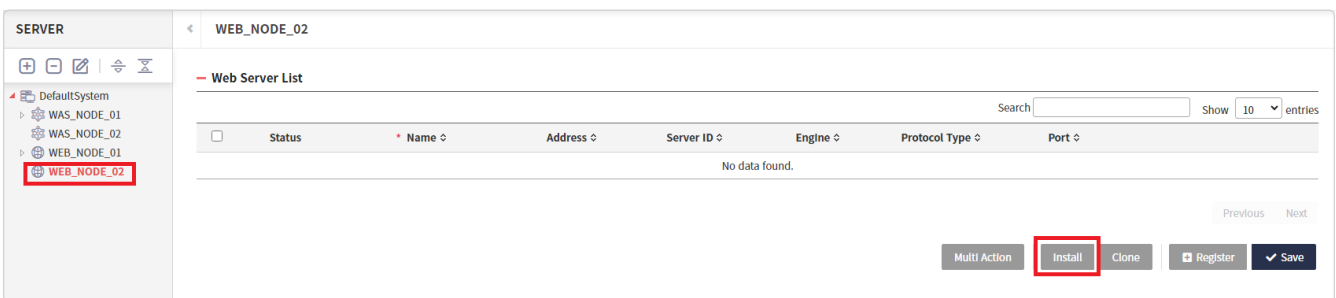 SERVER
WEB_NODE_02
DefaultSystem
WAS_NODE_01
WAS_NODE_02
WEB_NODE_01
WEB_NODE_02
Web Server List
Search Show 10 entries
Status * Name Address Server ID Engine Protocol Type Port
No data found.
Previous Next
Multi Action Install Clone Register Save